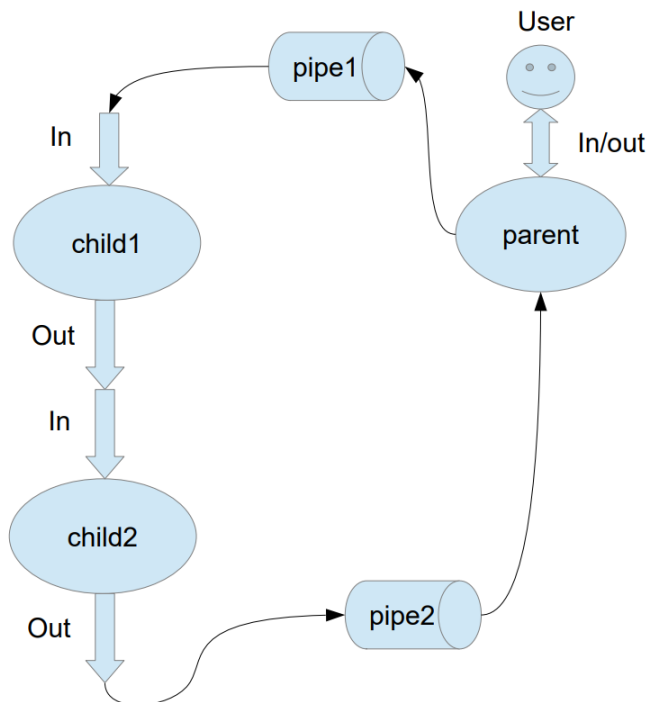 User
pipe1
In
In/out
child1
parent
Out
In
child2
Out
pipe2